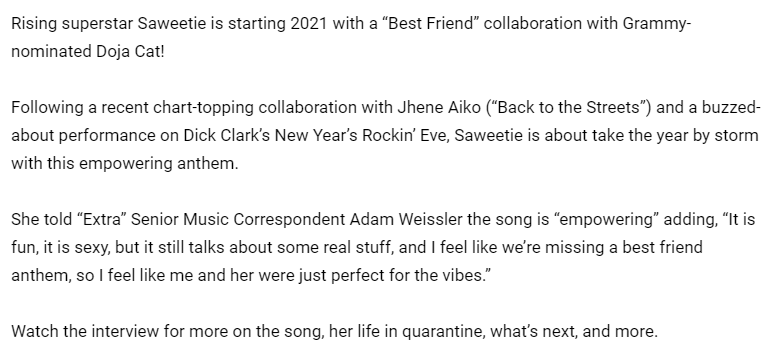 Rising superstar Saweetie is starting 2021 with a “Best Friend” collaboration with Grammy-
nominated Doja Cat!
Following a recent chart-topping collaboration with Jhene Aiko (“Back to the Streets”) and a buzzed-
about performance on Dick Clark’s New Year’s Rockin’ Eve, Saweetie is about take the year by storm
with this empowering anthem.
She told “Extra” Senior Music Correspondent Adam Weissler the song is “empowering” adding, “It is
fun, it is sexy, but it still talks about some real stuff, and I feel like we’re missing a best friend
anthem, so I feel like me and her were just perfect for the vibes.”
Watch the interview for more on the song, her life in quarantine, what’s next, and more.